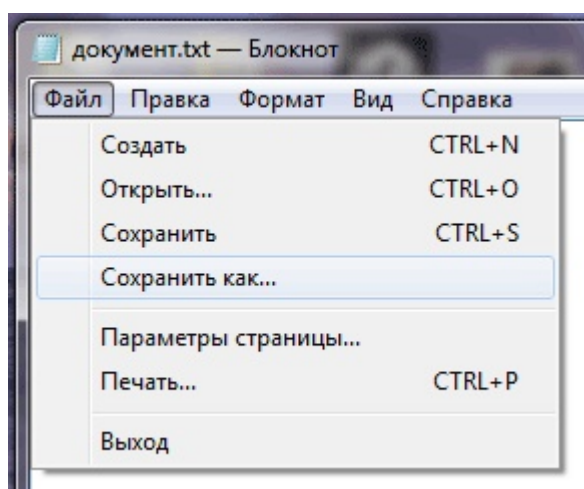 документ.txt — Блокнот
Файл Правка Формат Вид Справка
Создать CTRL+N
Открыть... CTRL+O
Сохранить CTRL+S
Сохранить как...
Параметры страницы...
Печать... CTRL+P
Выход